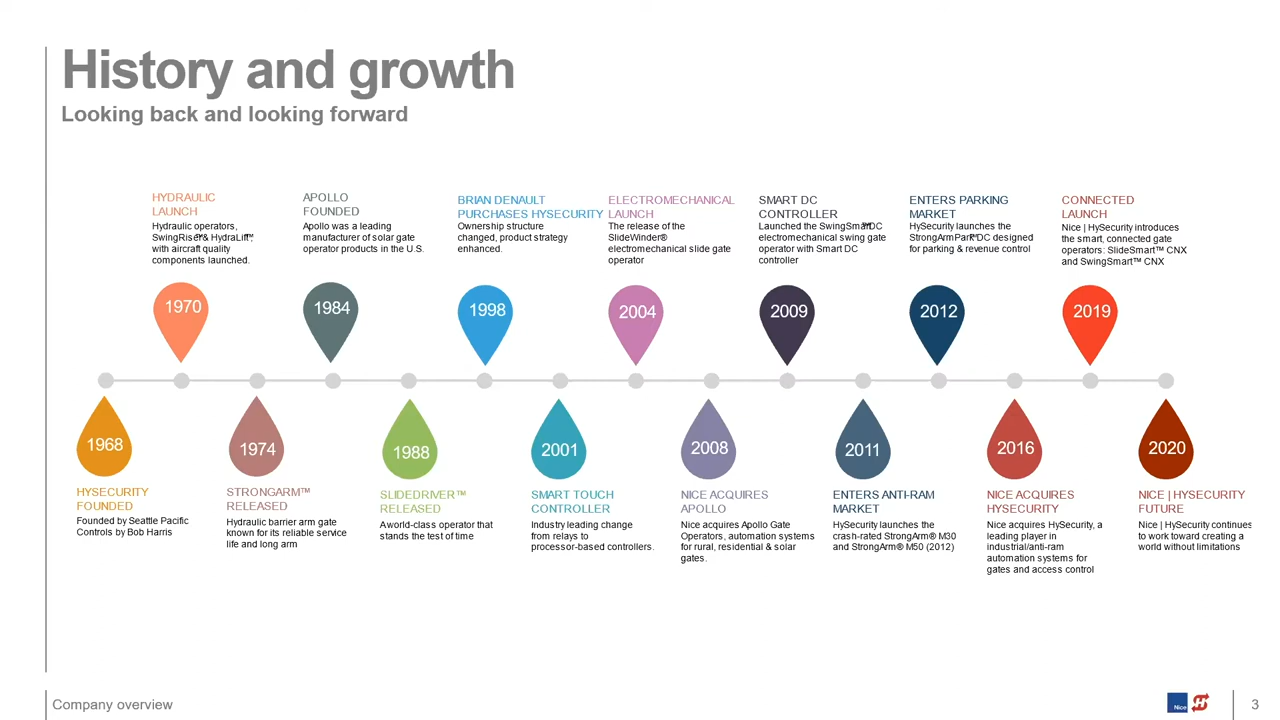 History and growth
Looking back and looking forward
HYDRAULIC
LAUNCH
Hydraulic operators,
SwingRiser™ & HydraLift™,
with aircraft quality
components launched.
APOLLO
FOUNDED
Apollo was a leading
manufacturer of solar gate
operator products in the U.S.
BRIAN DENAULT
PURCHASES HYSECURITY
Ownership structure
changed, product strategy
enhanced.
ELECTROMECHANICAL
LAUNCH
The release of the
SlideWinder®
electromechanical slide gate
operator
SMART DC
CONTROLLER
Launched the SwingSmart™ DC
electromechanical swing gate
operator with Smart DC
controller
ENTERS PARKING
MARKET
HySecurity launches the
StrongArmPark™ DC designed
for parking & revenue control
CONNECTED
LAUNCH
Nice | HySecurity introduces
the smart, connected gate
operators: SlideSmart™ CNX
and SwingSmart™ CNX
1970
1984
1998
2004
2009
2012
2019
1968
1974
1988
2001
2008
2011
2016
2020
HYSECURITY
FOUNDED
Founded by Seattle Pacific
Controls by Bob Harris
STRONGARM™
RELEASED
Hydraulic barrier arm gate
known for its reliable service
life and long arm
SLIDEDRIVER™
RELEASED
A world-class operator that
stands the test of time
SMART TOUCH
CONTROLLER
Industry leading change
from relays to
processor-based controllers.
NICE ACQUIRES
APOLLO
Nice acquires Apollo Gate
Operators, automation systems
for rural, residential & solar
gates.
ENTERS ANTI-RAM
MARKET
HySecurity launches the
crash-rated StrongArm® M30
and StrongArm® M50 (2012)
NICE ACQUIRES
HYSECURITY
Nice acquires HySecurity, a
leading player in
industrial/anti-ram
automation systems for
gates and access control
NICE | HYSECURITY
FUTURE
Nice | HySecurity continues
to work toward creating a
world without limitations
Company overview
Nice
H
3